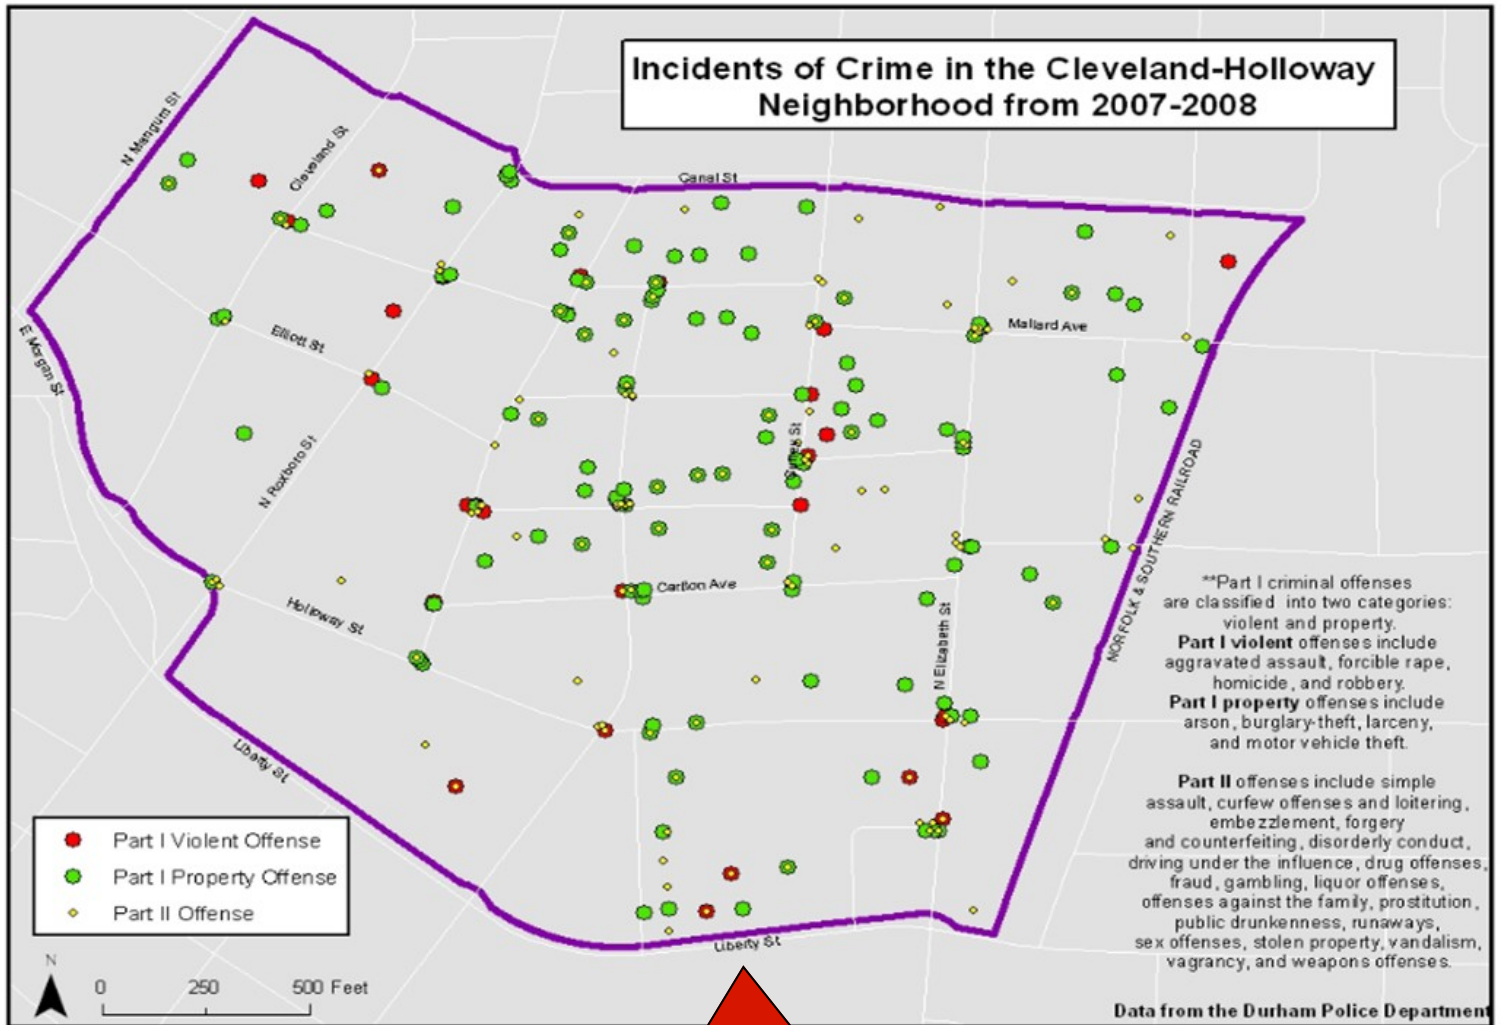 Incidents of Crime in the Cleveland-Holloway
Neighborhood from 2007-2008
N Mangum St
Cleveland St
Canal St
Mallard Ave
Elliott St
E Morgan St
N Roxboro St
St
NORFOLK & SOUTHERN RAILROAD
Carlton Ave
Holloway St
N Elizabeth St
Liberty St
Liberty St
**Part I criminal offenses
are classified into two categories:
violent and property.
Part I violent offenses include
aggravated assault, forcible rape,
homicide, and robbery.
Part I property offenses include
arson, burglary-theft, larceny,
and motor vehicle theft.
Part II offenses include simple
assault, curfew offenses and loitering,
embezzlement, forgery
and counterfeiting, disorderly conduct,
driving under the influence, drug offenses,
fraud, gambling, liquor offenses,
offenses against the family, prostitution,
public drunkenness, runaways,
sex offenses, stolen property, vandalism,
vagrancy, and weapons offenses.
Part I Violent Offense
Part I Property Offense
Part II Offense
N
0 250 500 Feet
Data from the Durham Police Department